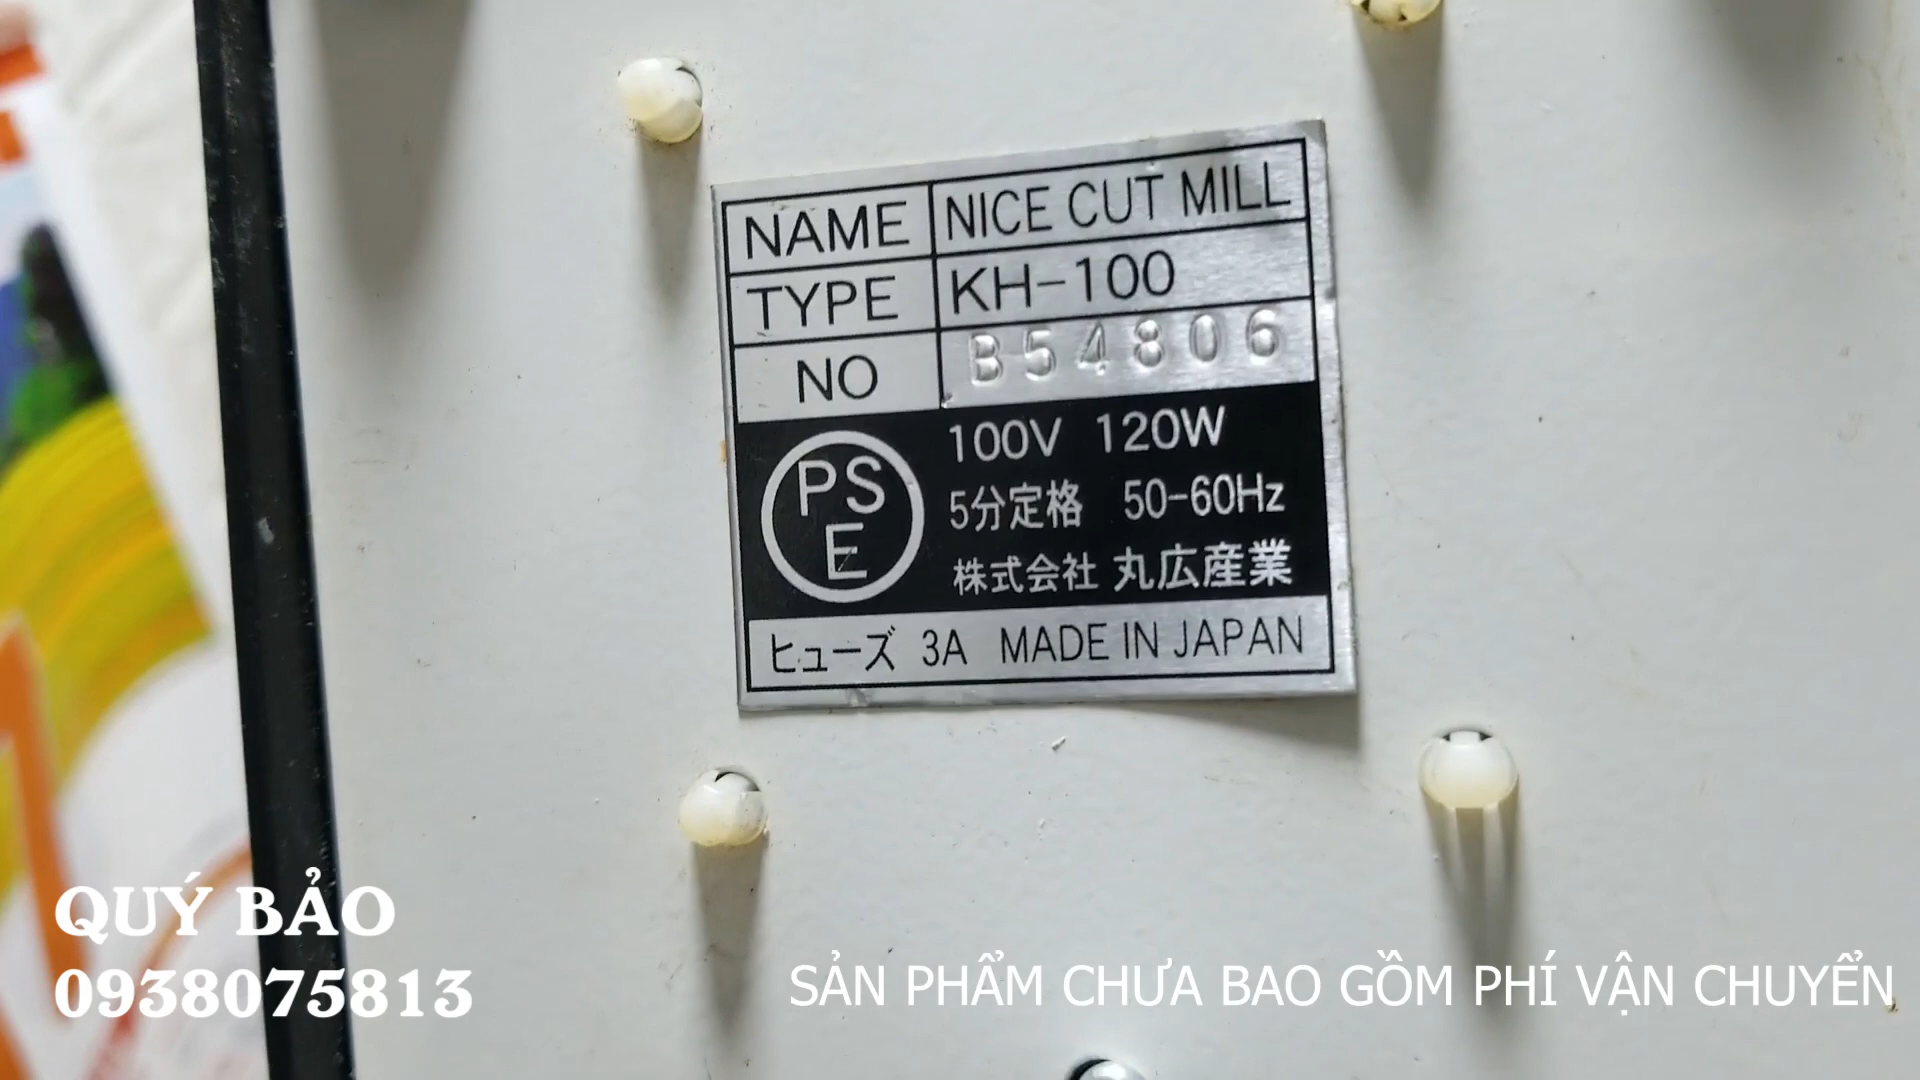 NAME NICE CUT MILL
TYPE KH-100
NO B54806
PS
E
100V 120W
5分定格 50-60Hz
株式会社 丸広産業
ヒューズ 3A MADE IN JAPAN
QUÝ BẢO
0938075813
SẢN PHẨM CHƯA BAO GỒM PHÍ VẬN CHUYỂN